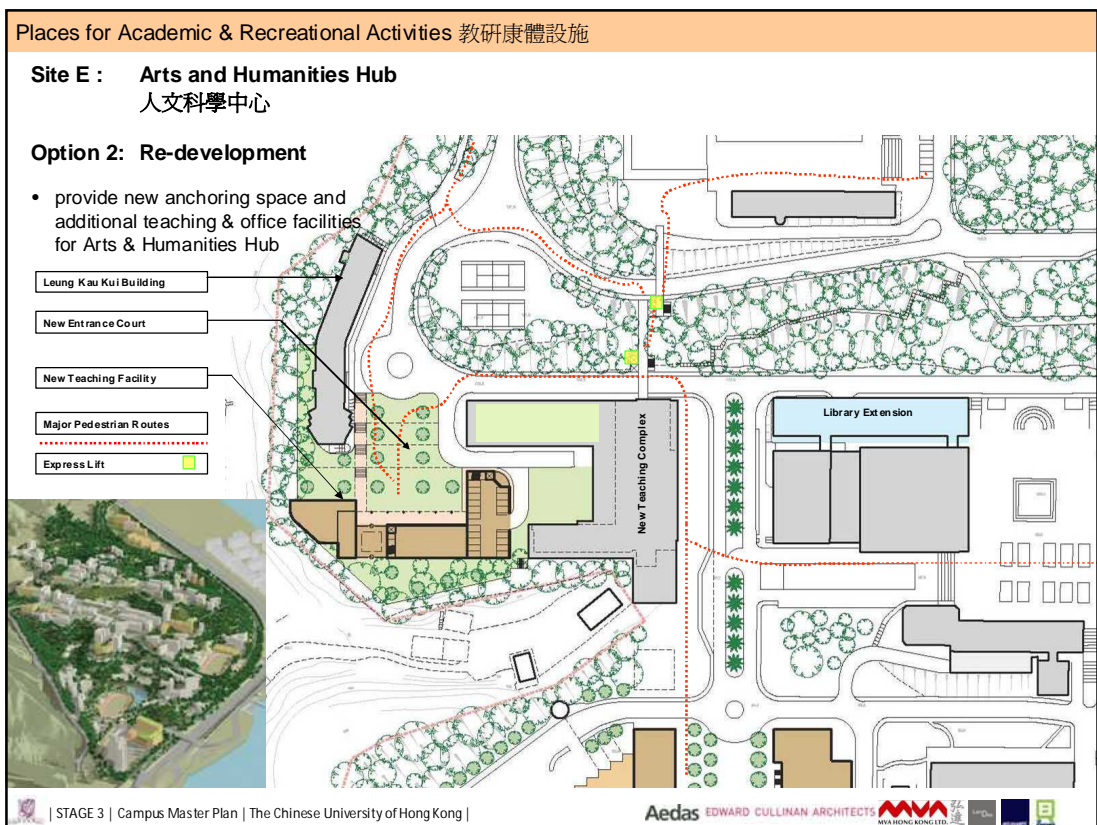 Places for Academic & Recreational Activities 教研康體設施
Site E : Arts and Humanities Hub
人文科學中心
Option 2: Re-development
• provide new anchoring space and
additional teaching & office facilities
for Arts & Humanities Hub
Leung Kau Kui Building
New Entrance Court
New Teaching Facility
Major Pedestrian Routes
Express Lift
New Teaching Complex
Library Extension
| STAGE 3 | Campus Master Plan | The Chinese University of Hong Kong |
Aedas EDWARD CULLINAN ARCHITECTS MVA HONG KONG LTD. 弘達